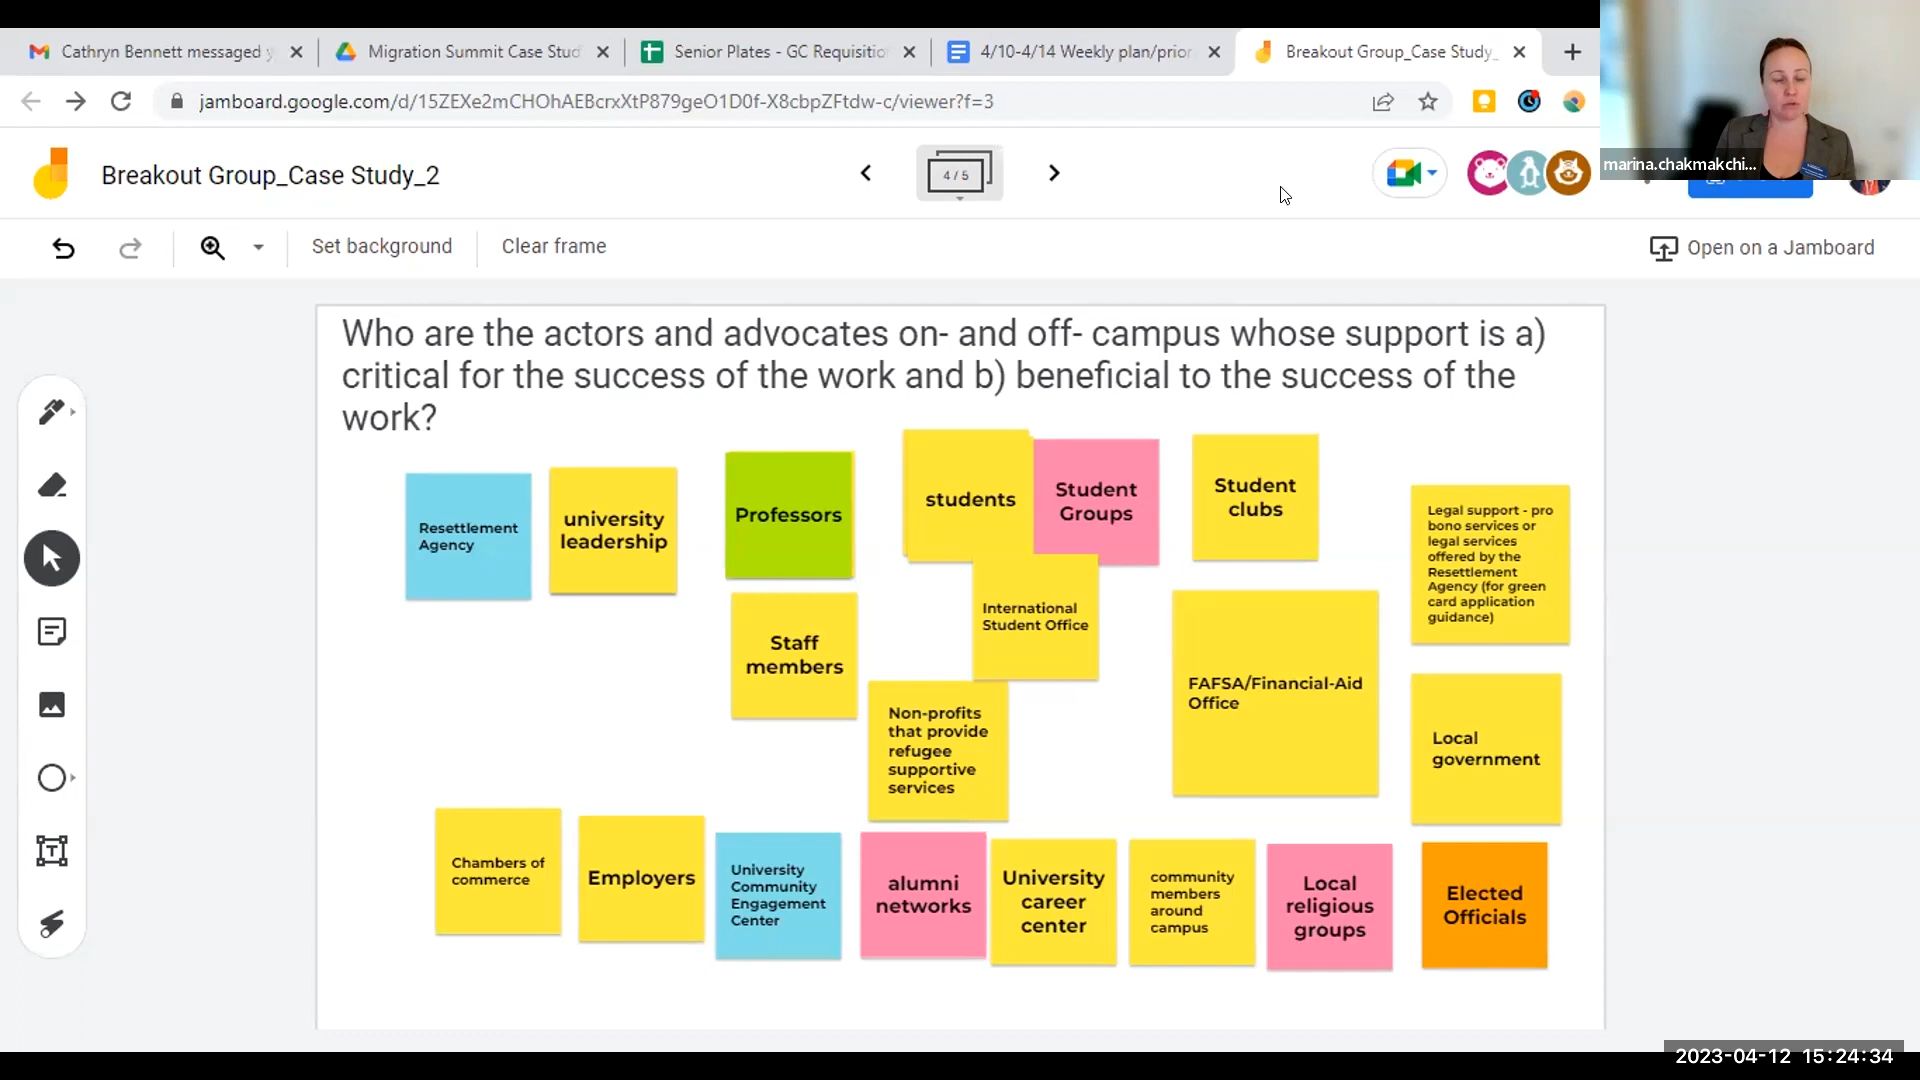 Cathryn Bennett messaged y
Migration Summit Case Stud
Senior Plates - GC Requisitio
4/10-4/14 Weekly plan/prior
Breakout Group_Case Study_
jamboard.google.com/d/15ZEXe2mCHOhAEBcrxXtP879geO1D0f-X8cbpZFtdw-c/viewer?f=3
marina.chakmakchi...
Breakout Group_Case Study_2
4 / 5
Set background
Clear frame
Open on a Jamboard
Who are the actors and advocates on- and off- campus whose support is a)
critical for the success of the work and b) beneficial to the success of the
work?
Resettlement
Agency
university
leadership
Professors
students
Student
Groups
Student
clubs
Legal support - pro
bono services or
legal services
offered by the
Resettlement
Agency (for green
card application
guidance)
Staff
members
International
Student Office
Non-profits
that provide
refugee
supportive
services
FAFSA/Financial-Aid
Office
Local
government
Chambers of
commerce
Employers
University
Community
Engagement
Center
alumni
networks
University
career
center
community
members
around
campus
Local
religious
groups
Elected
Officials
2023-04-12 15:24:34